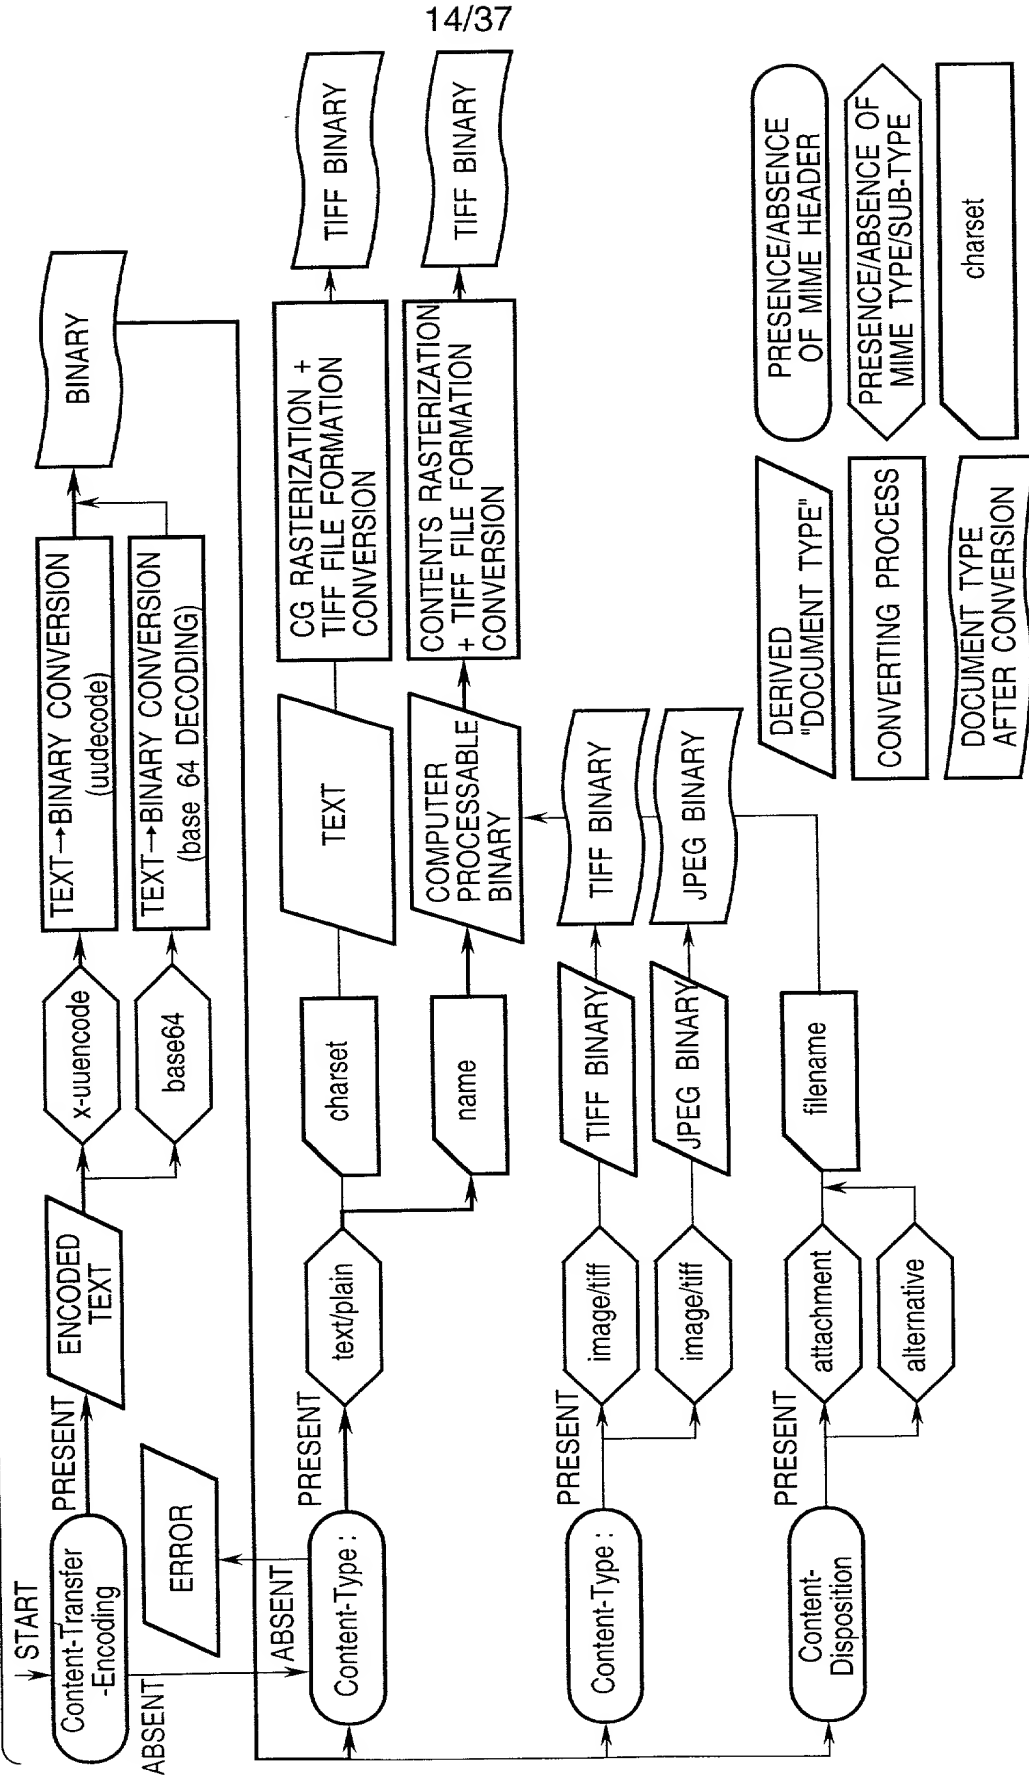 14/37
START
Content-Transfer
-Encoding
PRESENT
ABSENT
ENCODED
TEXT
x-uuencode
base64
TEXT→BINARY CONVERSION
(uudecode)
TEXT→BINARY CONVERSION
(base 64 DECODING)
BINARY
ERROR
ABSENT
Content-Type :
PRESENT
text/plain
charset
name
TEXT
COMPUTER
PROCESSABLE
BINARY
CG RASTERIZATION +
TIFF FILE FORMATION
CONVERSION
CONTENTS RASTERIZATION
+ TIFF FILE FORMATION
CONVERSION
TIFF BINARY
TIFF BINARY
Content-Type :
PRESENT
image/tiff
image/tiff
TIFF BINARY
JPEG BINARY
TIFF BINARY
JPEG BINARY
Content-
Disposition
PRESENT
attachment
alternative
filename
DERIVED
"DOCUMENT TYPE"
CONVERTING PROCESS
DOCUMENT TYPE
AFTER CONVERSION
PRESENCE/ABSENCE
OF MIME HEADER
PRESENCE/ABSENCE OF
MIME TYPE/SUB-TYPE
charset